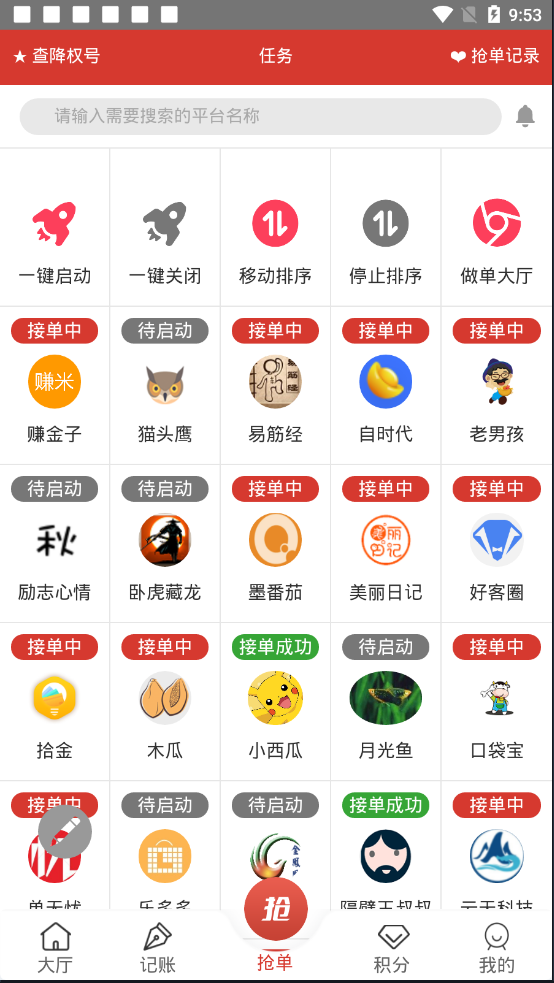 9:53
★ 查降权号 任务 ❤ 抢单记录
请输入需要搜索的平台名称
一键启动 一键关闭 移动排序 停止排序 做单大厅
接单中 待启动 接单中 接单中 接单中
赚米 易筋经
赚金子 猫头鹰 易筋经 自时代 老男孩
待启动 待启动 接单中 接单中 接单中
秋 美丽日记
励志心情 卧虎藏龙 墨番茄 美丽日记 好客圈
接单中 接单中 接单成功 待启动 接单中
拾金 木瓜 小西瓜 月光鱼 口袋宝
接单中 待启动 待启动 接单成功 接单中
金凤
单无忧 乐多多 隔壁王叔叔 云天科技
抢
大厅 记账 抢单 积分 我的